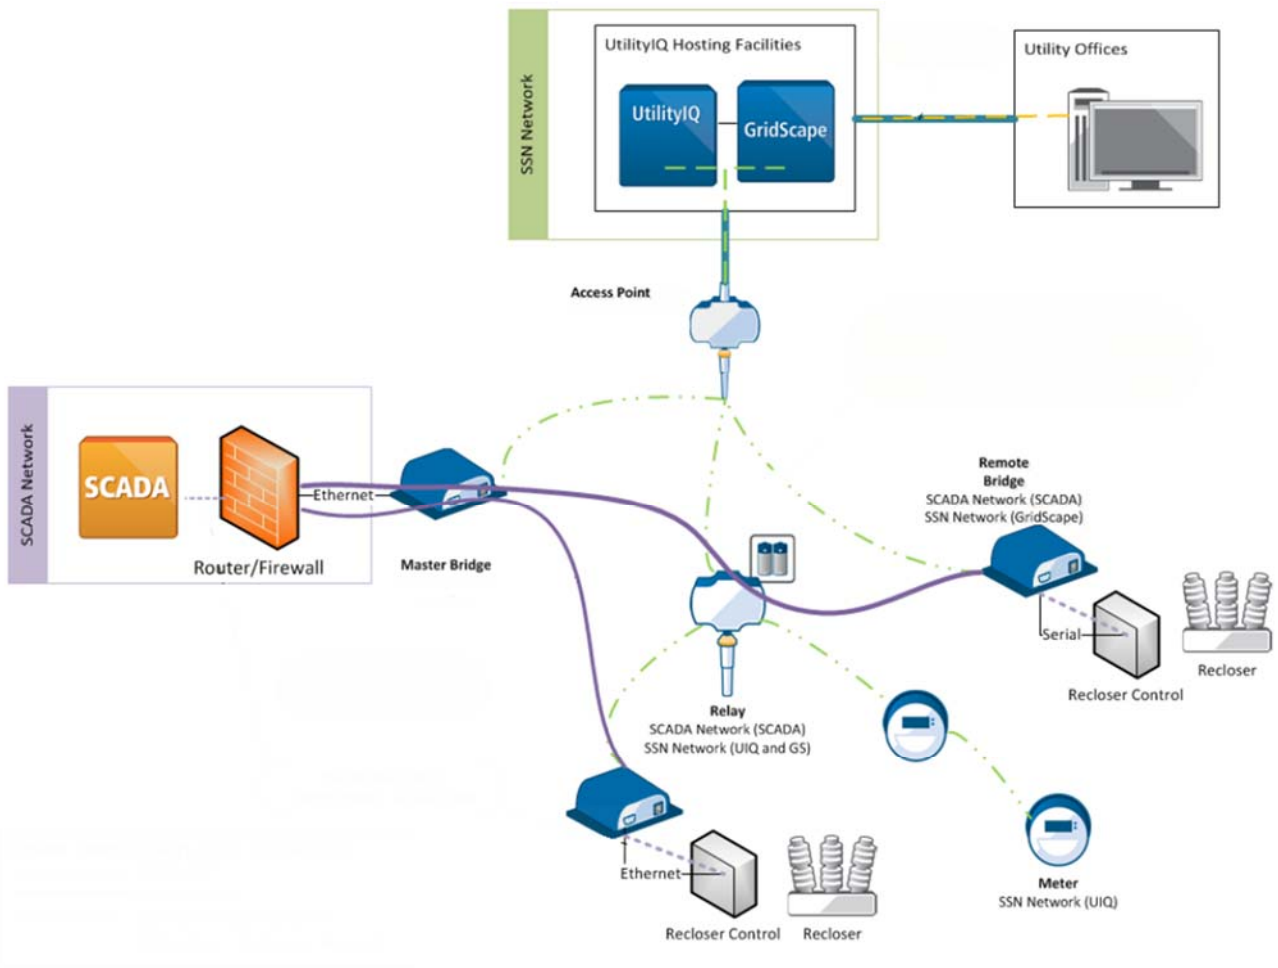 UtilityIQ Hosting Facilities
Utility Offices
SSN Network
UtilityIQ
GridScape
Access Point
SCADA Network
SCADA
Ethernet
Router/Firewall
Master Bridge
Remote
Bridge
SCADA Network (SCADA)
SSN Network (GridScape)
Serial
Recloser
Recloser Control
Relay
SCADA Network (SCADA)
SSN Network (UIQ and GS)
Ethernet
Recloser Control
Recloser
Meter
SSN Network (UIQ)